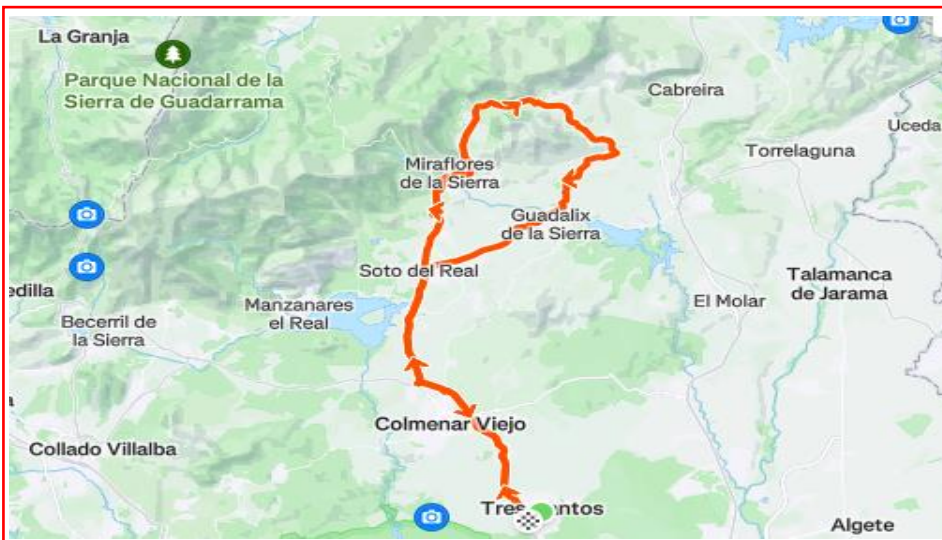 La Granja
Parque Nacional de la
Sierra de Guadarrama
Cabreira
Uceda
Torrelaguna
Miraflores
de la Sierra
Guadalix
de la Sierra
Soto del Real
Talamanca
de Jarama
edilla
Manzanares
el Real
El Molar
Becerril de
la Sierra
Colmenar Viejo
Collado Villalba
Tres ntos
Algete